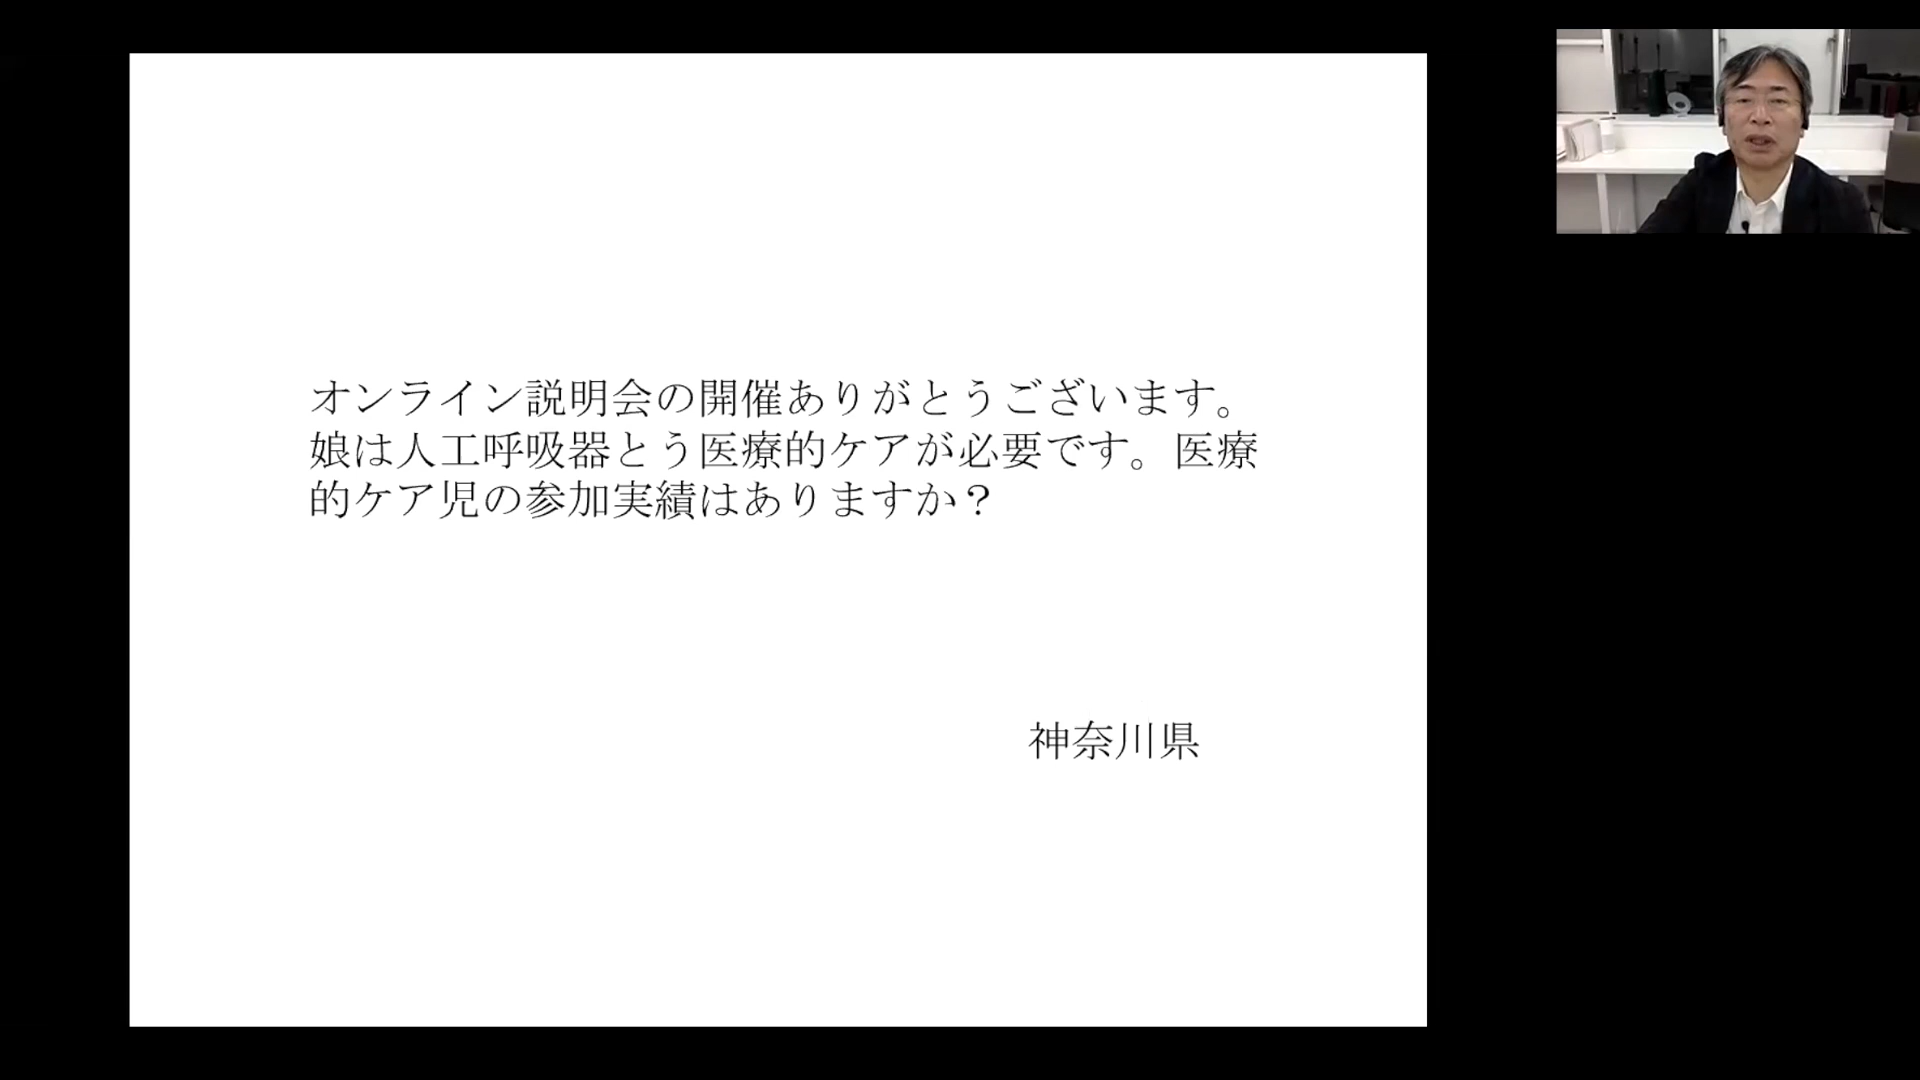 オンライン説明会の開催ありがとうございます。
娘は人工呼吸器とう医療的ケアが必要です。医療
的ケア児の参加実績はありますか？
神奈川県